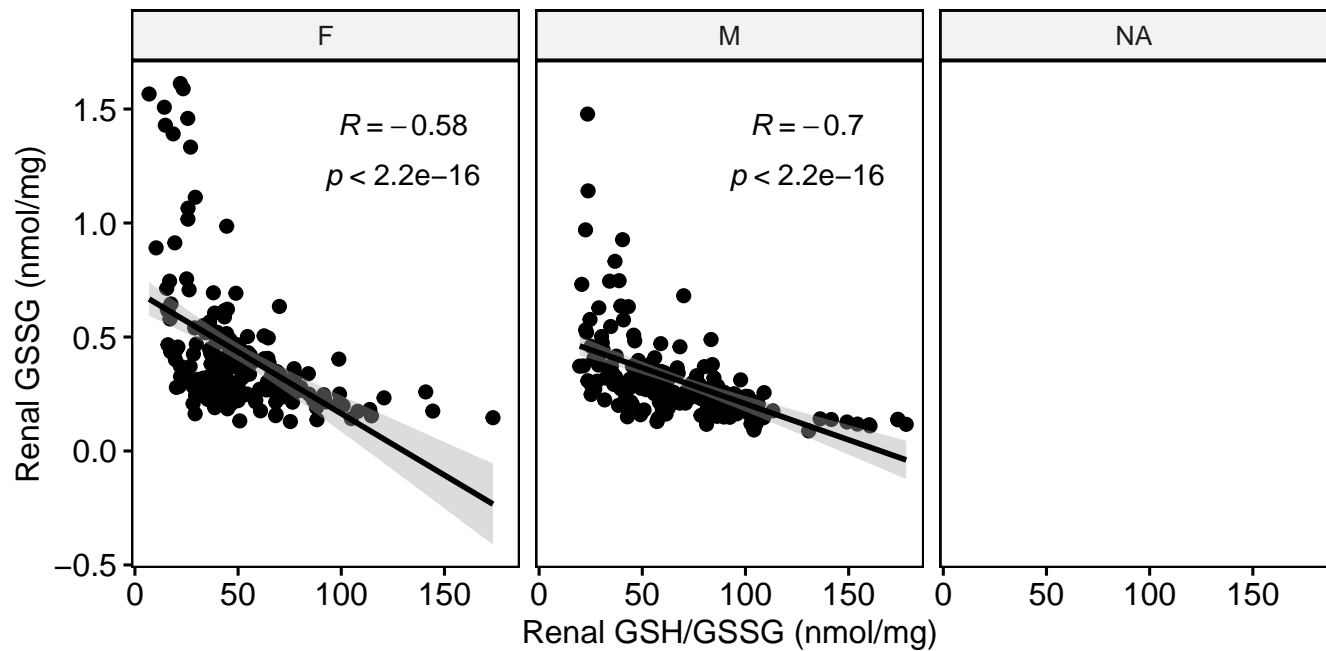 F
M
NA
Renal GSSG (nmol/mg)
1.5
1.0
0.5
0.0
−0.5
R = −0.58
p < 2.2e−16
R = −0.7
p < 2.2e−16
0 50 100 150
0 50 100 150
0 50 100 150
Renal GSH/GSSG (nmol/mg)